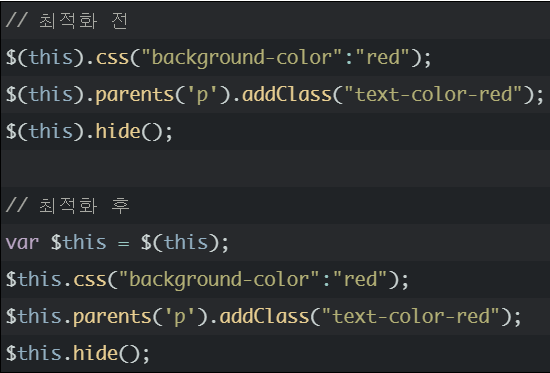 // 최적화 전
$(this).css("background-color":"red");
$(this).parents('p').addClass("text-color-red");
$(this).hide();
// 최적화 후
var $this = $(this);
$this.css("background-color":"red");
$this.parents('p').addClass("text-color-red");
$this.hide();